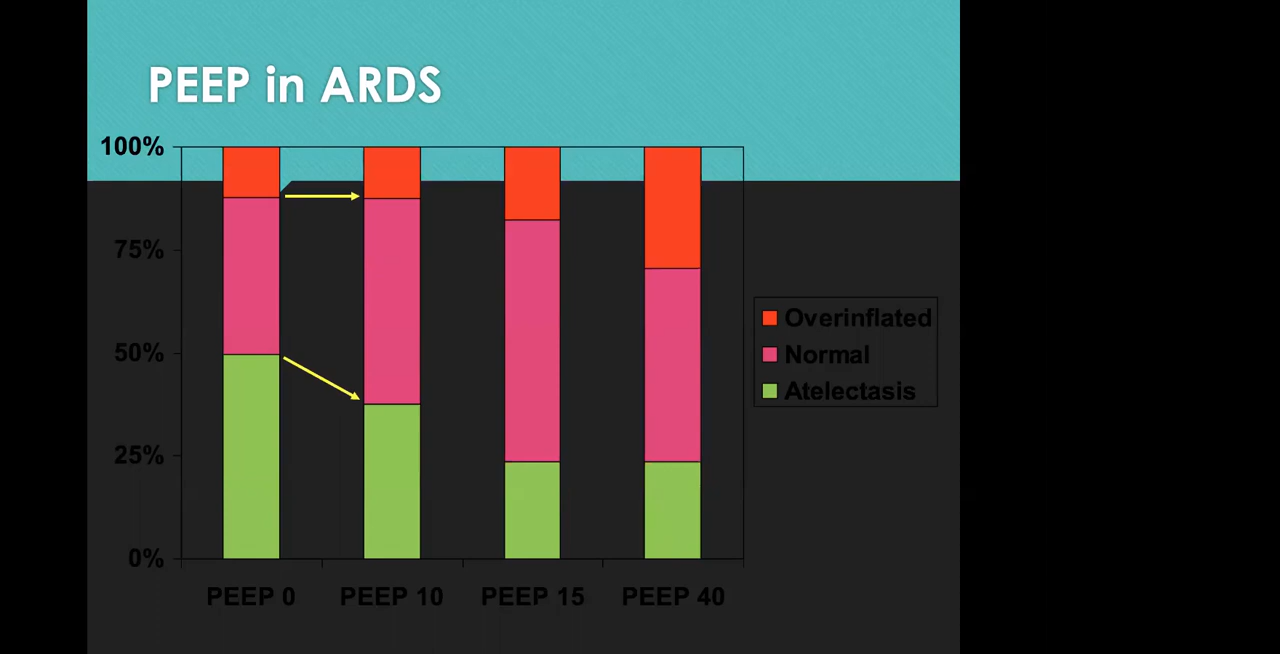 PEEP in ARDS
100%
75%
50%
25%
0%
PEEP 0
PEEP 10
PEEP 15
PEEP 40
Overinflated
Normal
Atelectasis